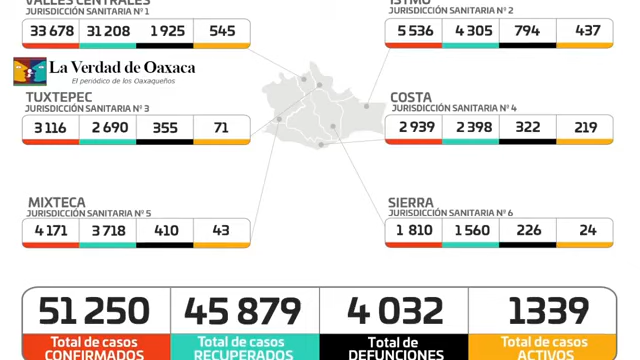 VALLES CENTRALES
JURISDICCIÓN SANITARIA Nº 1
33 678 31 208 1 925 545
ISTMO
JURISDICCIÓN SANITARIA Nº 2
5 536 4 305 794 437
La Verdad de Oaxaca
El periódico de los Oaxaqueños
TUXTEPEC
JURISDICCIÓN SANITARIA Nº 3
3 116 2 690 355 71
COSTA
JURISDICCIÓN SANITARIA Nº 4
2 939 2 398 322 219
MIXTECA
JURISDICCIÓN SANITARIA Nº 5
4 171 3 718 410 43
SIERRA
JURISDICCIÓN SANITARIA Nº 6
1 810 1 560 226 24
51 250 45 879 4 032 1339
Total de casos CONFIRMADOS
Total de casos RECUPERADOS
Total de DEFUNCIONES
Total de casos ACTIVOS